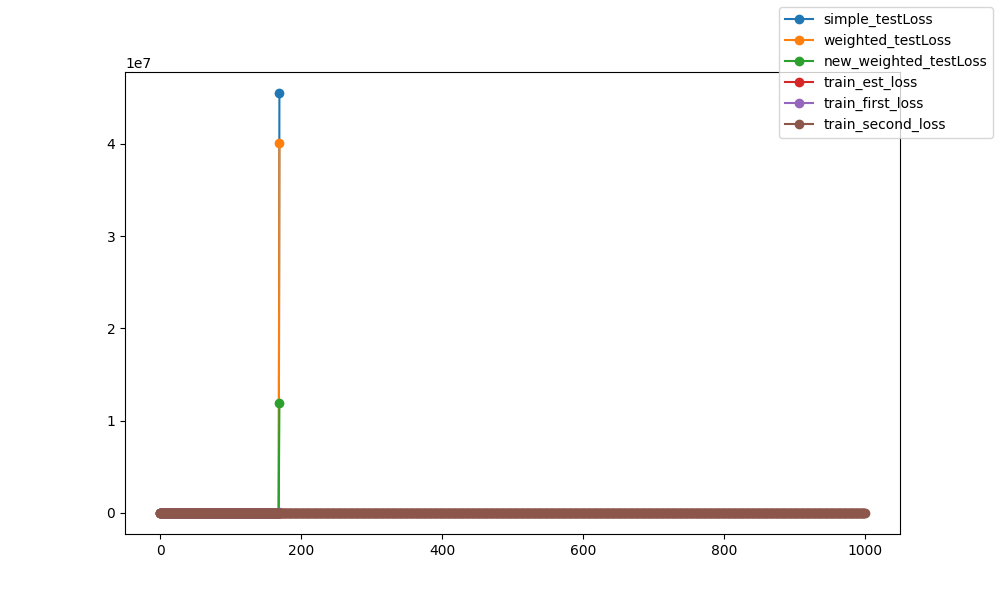 simple_testLoss
weighted_testLoss
new_weighted_testLoss
train_est_loss
train_first_loss
train_second_loss
1e7
4
3
2
1
0
0 200 400 600 800 1000